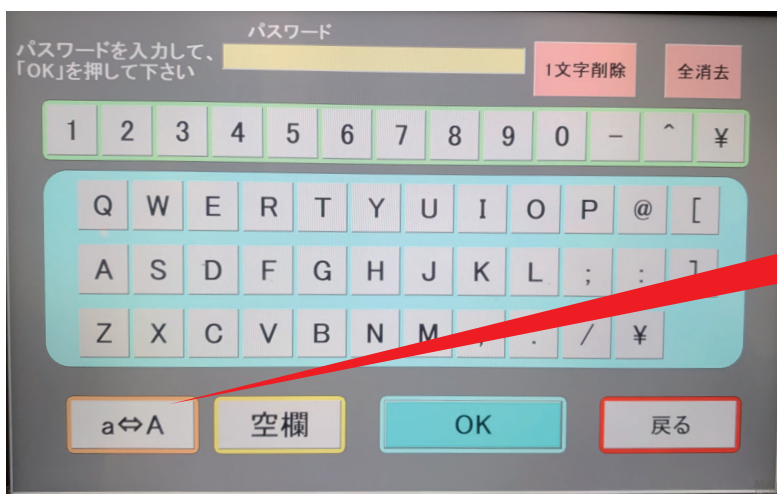 パスワード
パスワードを入力して、
「OK」を押して下さい
1文字削除
全消去
1 2 3 4 5 6 7 8 9 0 - ^ ¥
Q W E R T Y U I O P @ [
A S D F G H J K L ; : ]
Z X C V B N M , . / ¥
a⇔A
空欄
OK
戻る